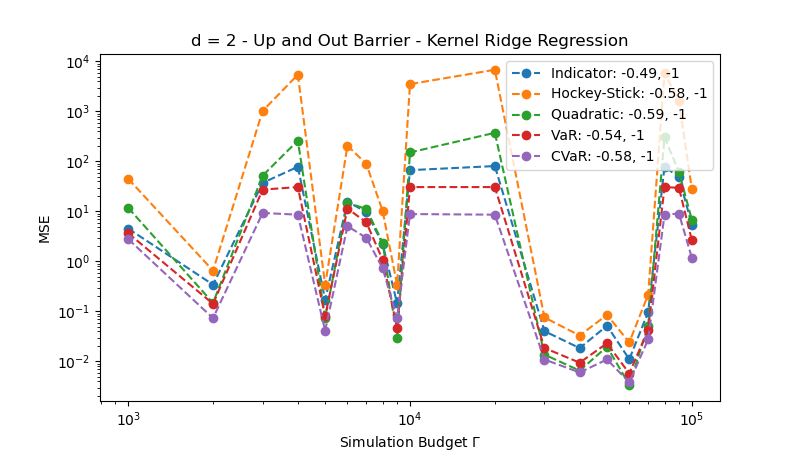 d = 2 - Up and Out Barrier - Kernel Ridge Regression
MSE
10⁴
10³
10²
10¹
10⁰
10⁻¹
10⁻²
Indicator: -0.49, -1
Hockey-Stick: -0.58, -1
Quadratic: -0.59, -1
VaR: -0.54, -1
CVaR: -0.58, -1
10³ 10⁴ 10⁵
Simulation Budget Γ